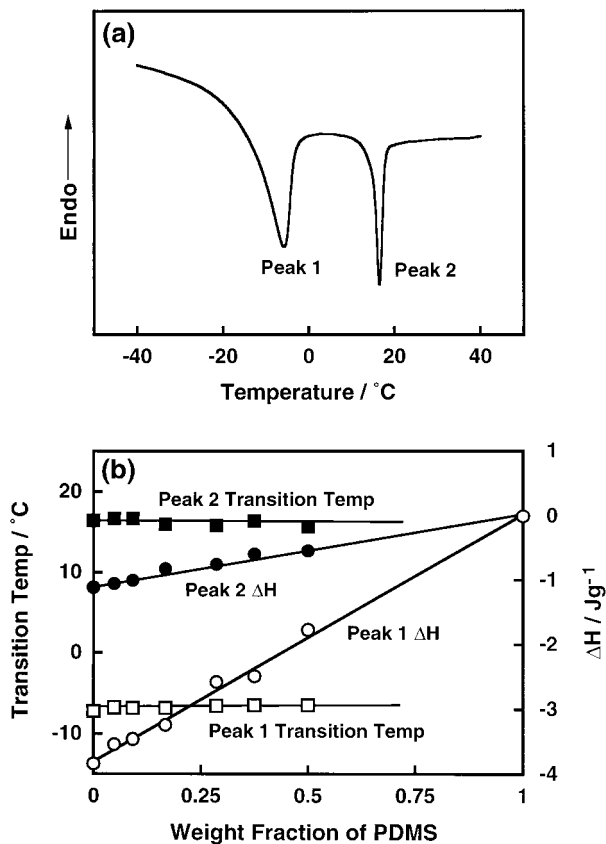 (a)
Endo
Peak 1
Peak 2
-40 -20 0 20 40
Temperature / °C
(b)
1
20
Peak 2 Transition Temp
0
10
Peak 2 ΔH
-1
Transition Temp / °C
ΔH / Jg⁻¹
Peak 1 ΔH
-2
0
-3
Peak 1 Transition Temp
-10
-4
0 0.25 0.5 0.75 1
Weight Fraction of PDMS